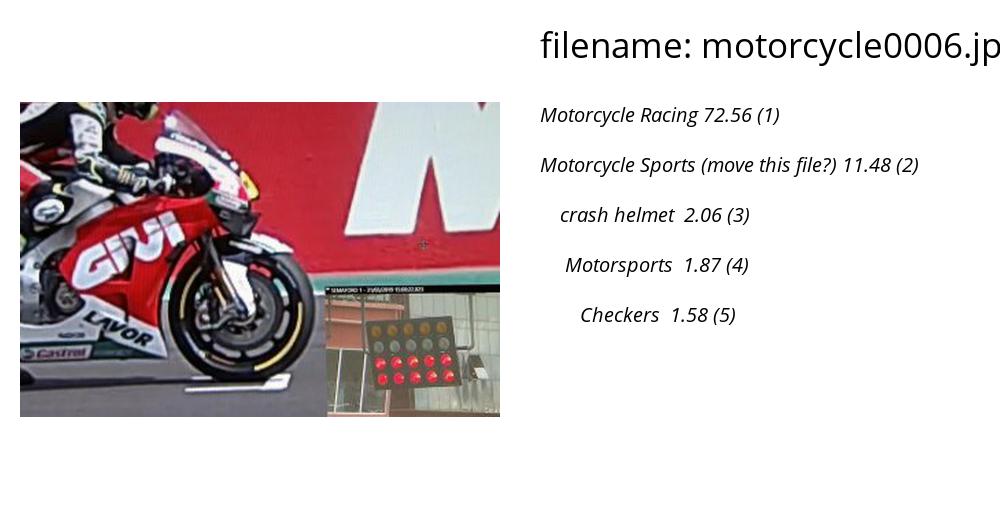 filename: motorcycle0006.jp
Motorcycle Racing 72.56 (1)
Motorcycle Sports (move this file?) 11.48 (2)
crash helmet 2.06 (3)
Motorsports 1.87 (4)
Checkers 1.58 (5)
M
GIVI
LAVOR
Castrol